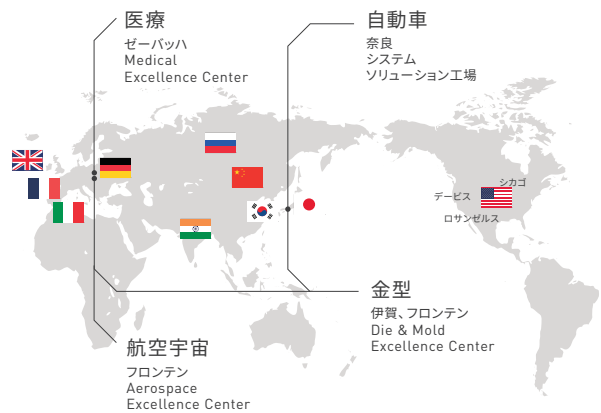 医療
ゼーバッハ
Medical
Excellence Center
自動車
奈良
システム
ソリューション工場
シカゴ
デービス
ロサンゼルス
金型
伊賀、フロンテン
Die & Mold
Excellence Center
航空宇宙
フロンテン
Aerospace
Excellence Center